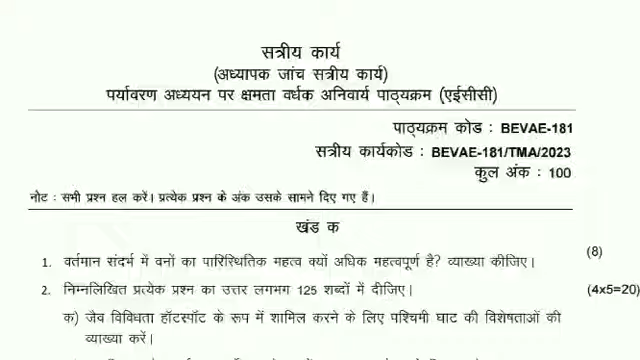 सत्रीय कार्य
(अध्यापक जांच सत्रीय कार्य)
पर्यावरण अध्ययन पर क्षमता वर्धक अनिवार्य पाठ्यक्रम (एईसीसी)
पाठ्यक्रम कोड : BEVAE-181
सत्रीय कार्यकोड : BEVAE-181/TMA/2023
कुल अंक : 100
नोट : सभी प्रश्न हल करें। प्रत्येक प्रश्न के अंक उसके सामने दिए गए हैं।
खंड क
1. वर्तमान संदर्भ में वनों का पारिस्थितिक महत्व क्यों अधिक महत्वपूर्ण है? व्याख्या कीजिए। (8)
2. निम्नलिखित प्रत्येक प्रश्न का उत्तर लगभग 125 शब्दों में दीजिए। (4x5=20)
क) जैव विविधता हॉटस्पॉट के रूप में शामिल करने के लिए पश्चिमी घाट की विशेषताओं की
व्याख्या करें।